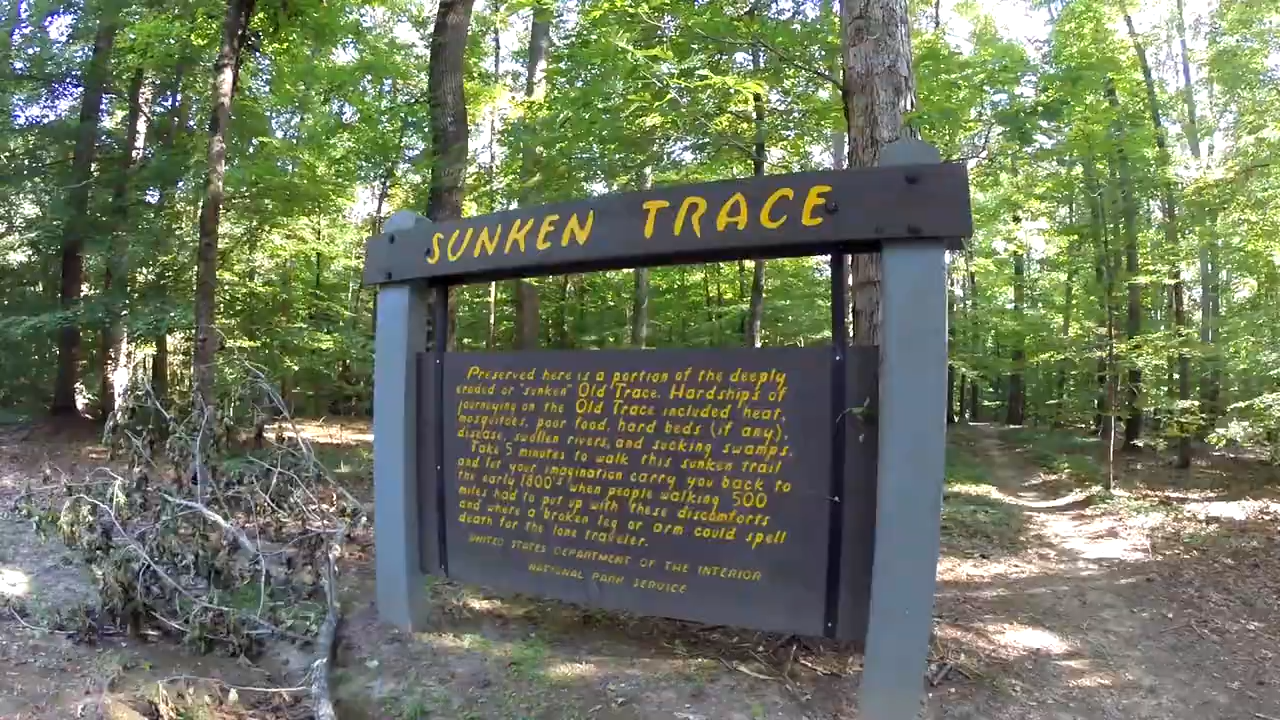 SUNKEN TRACE
Preserved here is a portion of the deeply
eroded or "sunken" Old Trace. Hardships of
journeying on the Old Trace included heat,
mosquitoes, poor food, hard beds (if any),
disease, swollen rivers, and sucking swamps.
Take 5 minutes to walk this sunken trail
and let your imagination carry you back to
the early 1800's when people walking 500
miles had to put up with these discomforts
and where a broken leg or arm could spell
death for the lone traveler.
UNITED STATES DEPARTMENT OF THE INTERIOR
NATIONAL PARK SERVICE